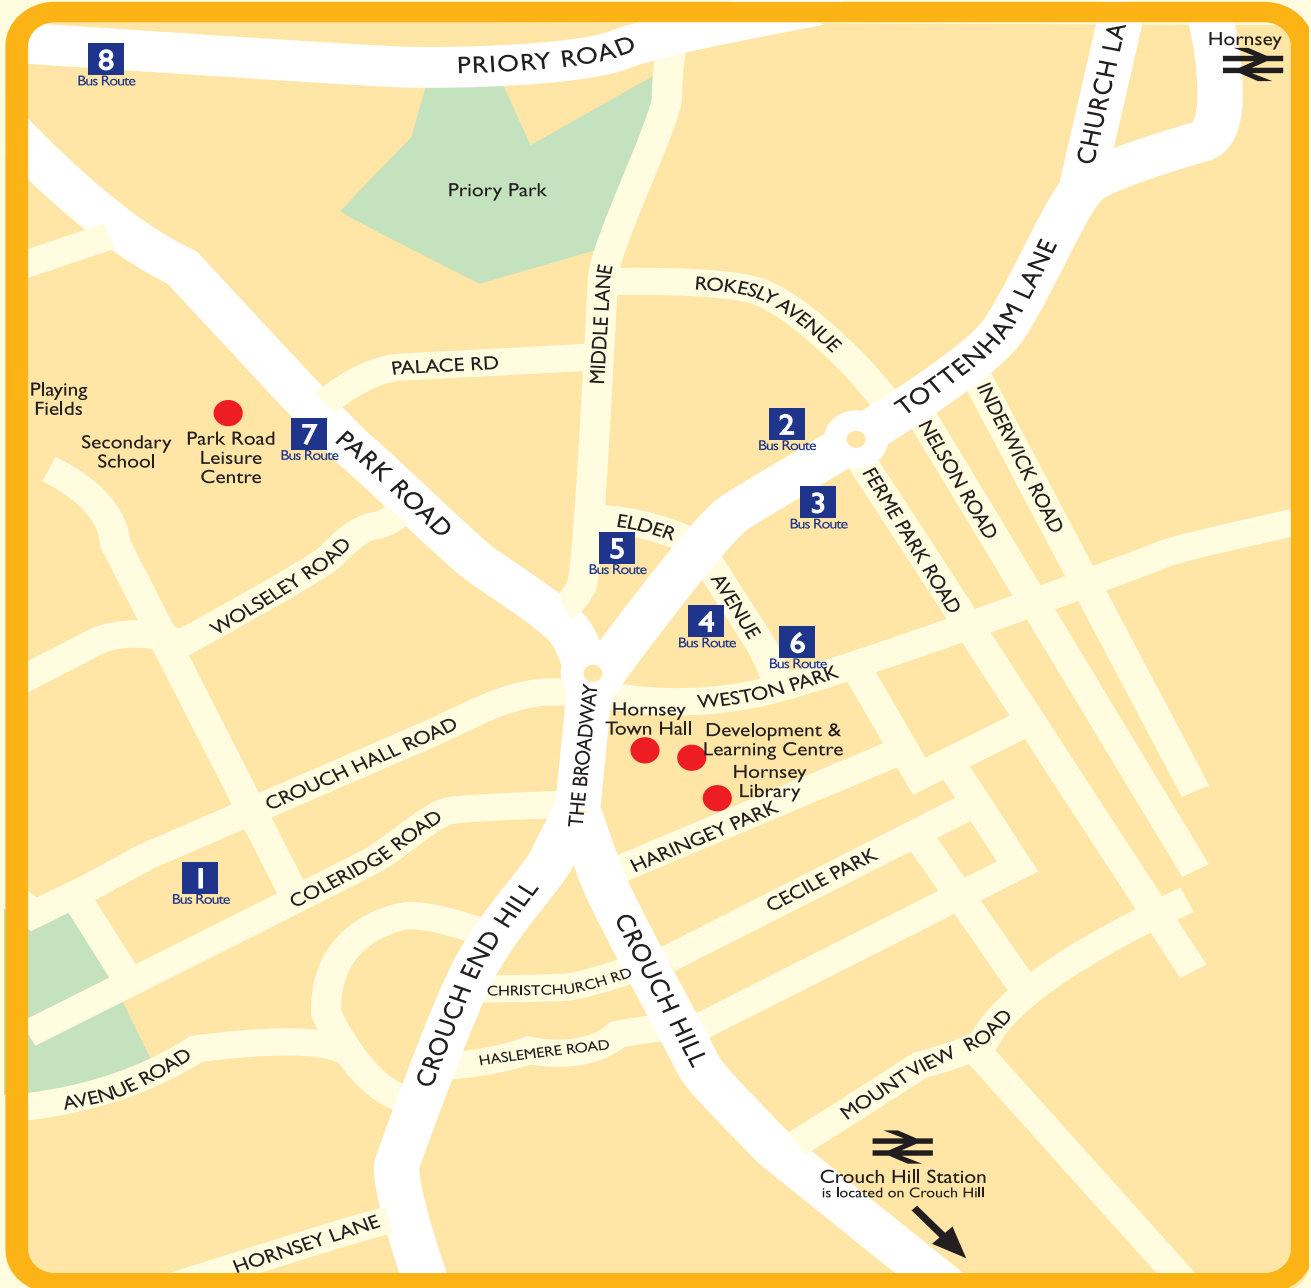 PRIORY ROAD
CHURCH LA
Hornsey
8
Bus Route
Priory Park
MIDDLE LANE
ROKESLY AVENUE
TOTTENHAM LANE
PALACE RD
Playing
Fields
Secondary
School
Park Road
Leisure
Centre
7
Bus Route
PARK ROAD
2
Bus Route
3
Bus Route
INDERWICK ROAD
NELSON ROAD
FERME PARK ROAD
ELDER
AVENUE
5
Bus Route
WOLSELEY ROAD
4
Bus Route
6
Bus Route
WESTON PARK
Hornsey
Town Hall
Development &
Learning Centre
Hornsey
Library
THE BROADWAY
CROUCH HALL ROAD
COLERIDGE ROAD
HARINGEY PARK
CECILE PARK
1
Bus Route
CROUCH END HILL
CROUCH HILL
CHRISTCHURCH RD
HASLEMERE ROAD
AVENUE ROAD
MOUNT VIEW ROAD
Crouch Hill Station
is located on Crouch Hill
HORNSEY LANE